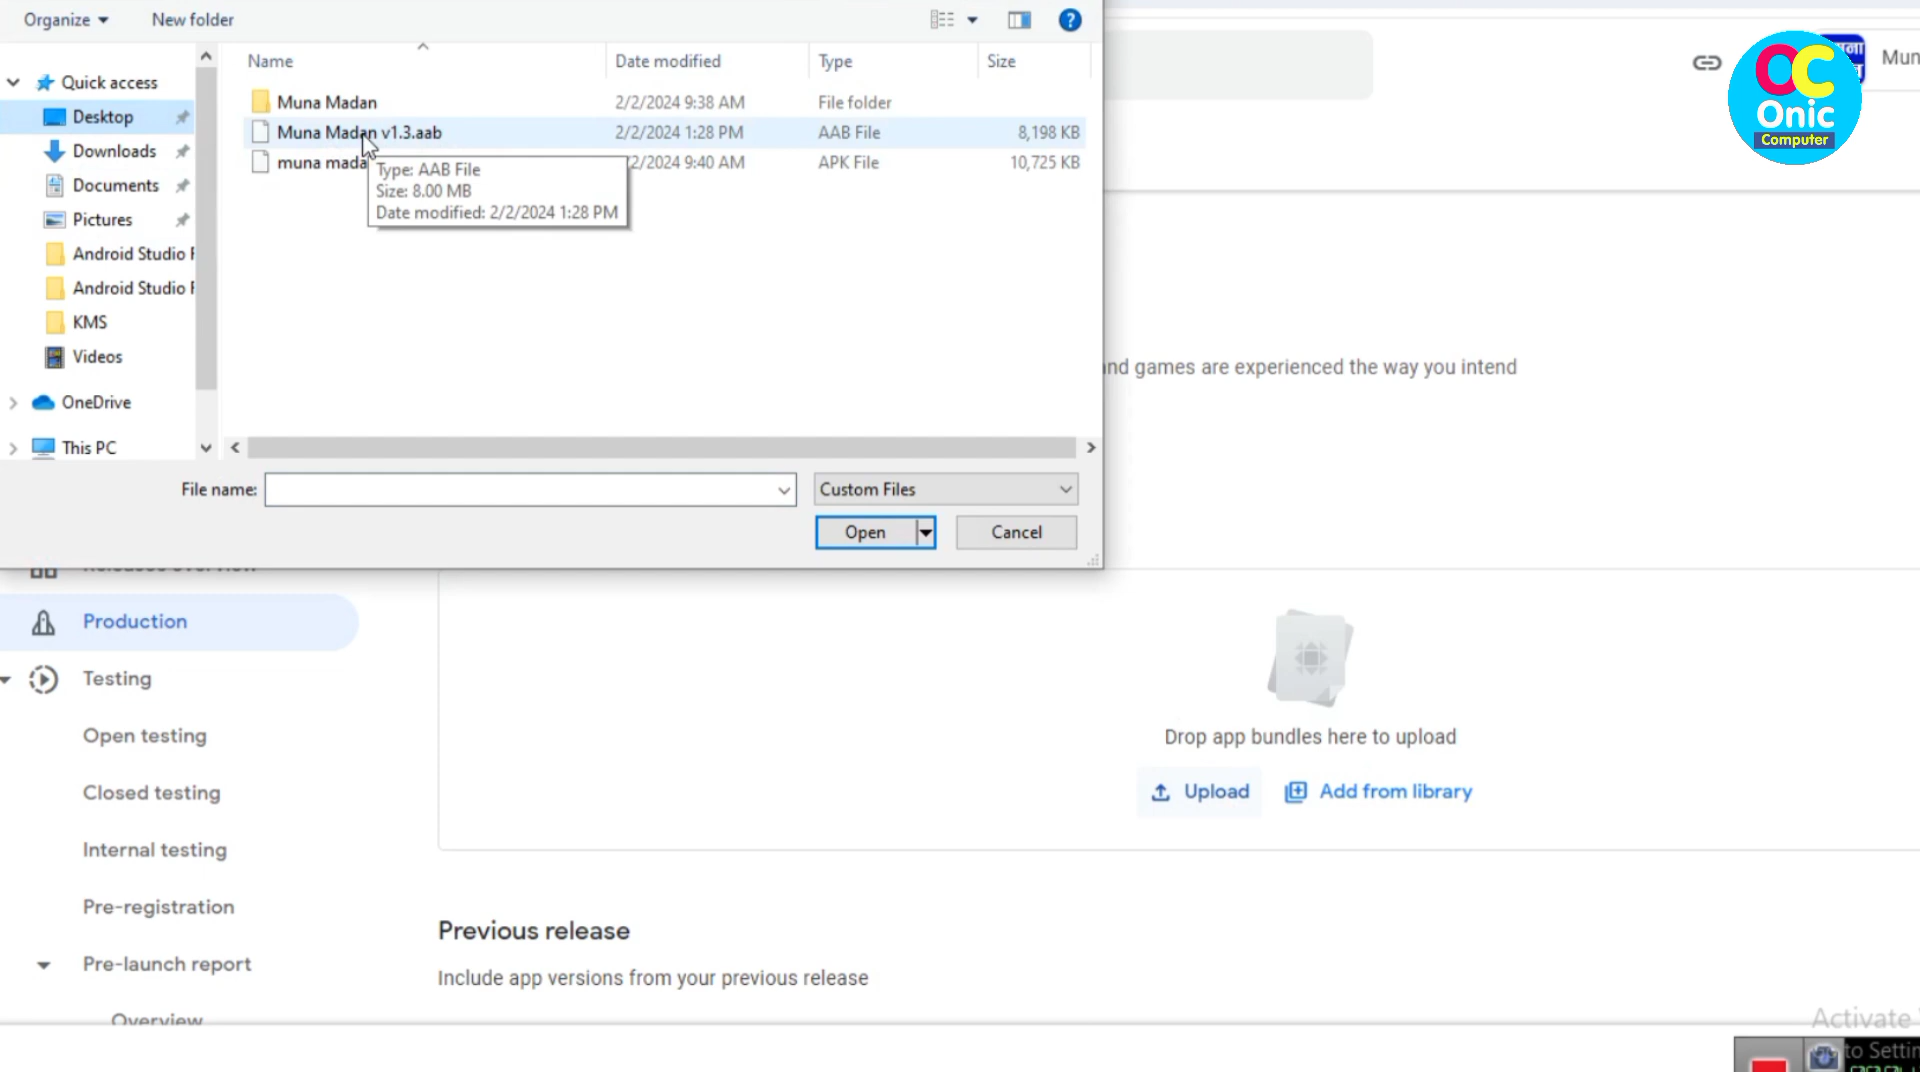 Organize
New folder
Name
Date modified
Type
Size
Quick access
Desktop
Downloads
Documents
Pictures
Android Studio
Android Studio
KMS
Videos
OneDrive
This PC
Muna Madan
2/2/2024 9:38 AM
File folder
Muna Madan v1.3.aab
2/2/2024 1:28 PM
AAB File
8,198 KB
muna mada
2/2024 9:40 AM
APK File
10,725 KB
Type: AAB File
Size: 8.00 MB
Date modified: 2/2/2024 1:28 PM
File name:
Custom Files
Open
Cancel
Mun
OC
Onic
Computer
and games are experienced the way you intend
Production
Testing
Open testing
Closed testing
Internal testing
Pre-registration
Pre-launch report
Overview
Drop app bundles here to upload
Upload
Add from library
Previous release
Include app versions from your previous release
Activate
to Settin